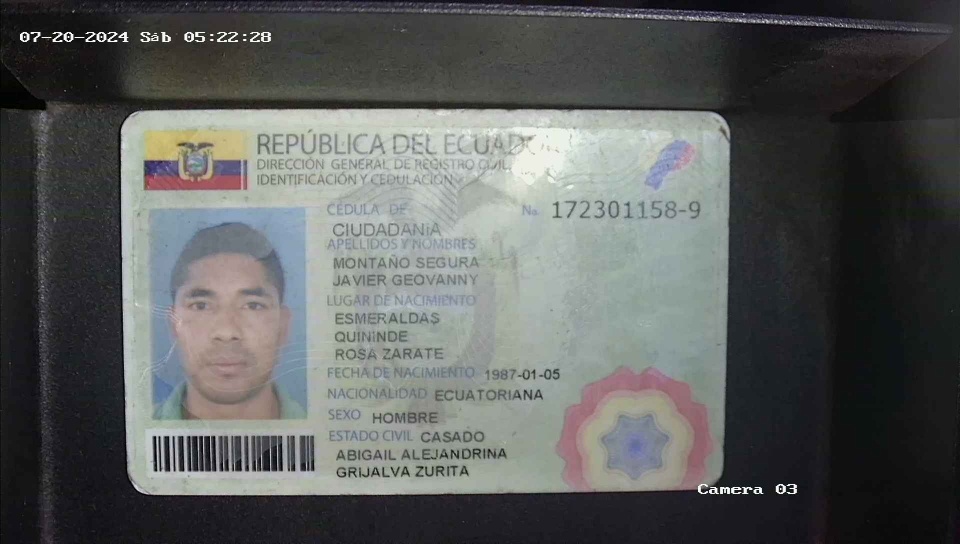 07-20-2024 Sáb 05:22:28
REPÚBLICA DEL ECUADOR
DIRECCIÓN GENERAL DE REGISTRO CIVIL,
IDENTIFICACIÓN Y CEDULACIÓN
CÉDULA DE No. 172301158-9
CIUDADANÍA
APELLIDOS Y NOMBRES
MONTAÑO SEGURA
JAVIER GEOVANNY
LUGAR DE NACIMIENTO
ESMERALDAS
QUININDE
ROSA ZARATE
FECHA DE NACIMIENTO 1987-01-05
NACIONALIDAD ECUATORIANA
SEXO HOMBRE
ESTADO CIVIL CASADO
ABIGAIL ALEJANDRINA
GRIJALVA ZURITA
Camera 03